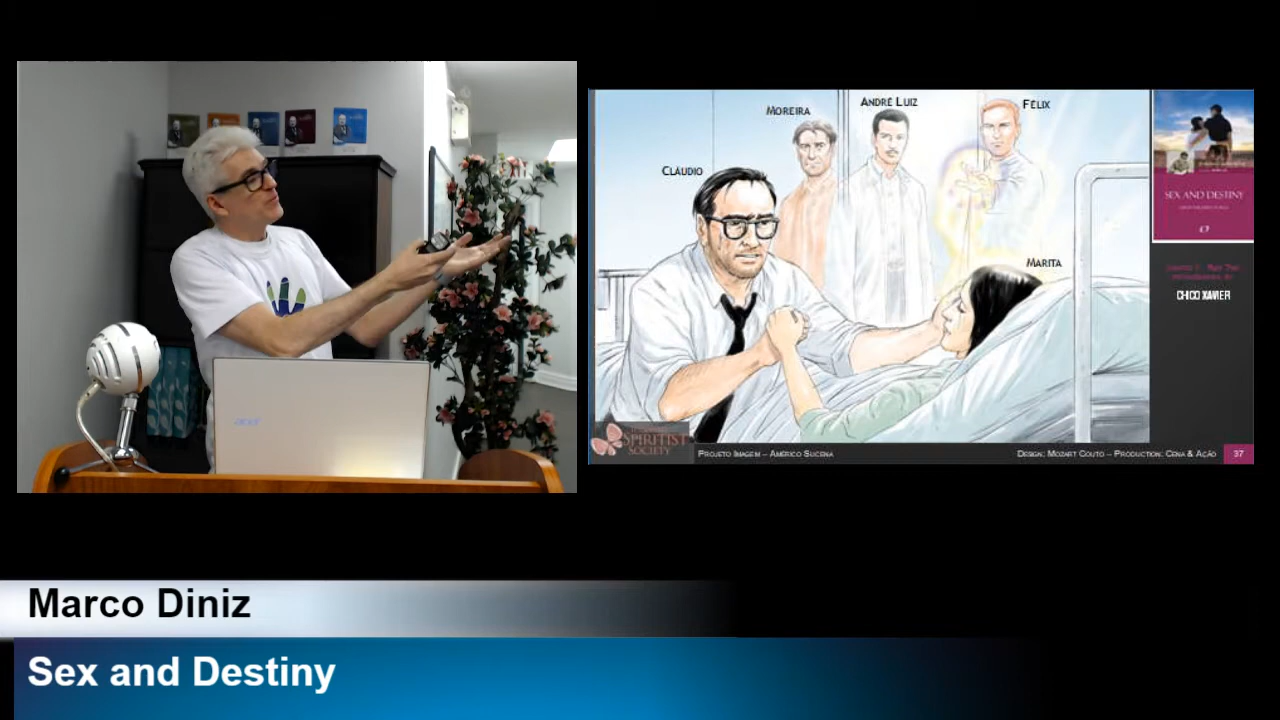 MOREIRA
ANDRÉ LUIZ
FÉLIX
CLÁUDIO
MARITA
SEX AND DESTINY
CHICO XAVIER
SPIRITIST
SOCIETY
PROJETO IMAGEM – AMÉRICO SUCENA
DESIGN: MOZART COUTO – PRODUCTION: CENA & AÇÃO
37
acer
Marco Diniz
Sex and Destiny